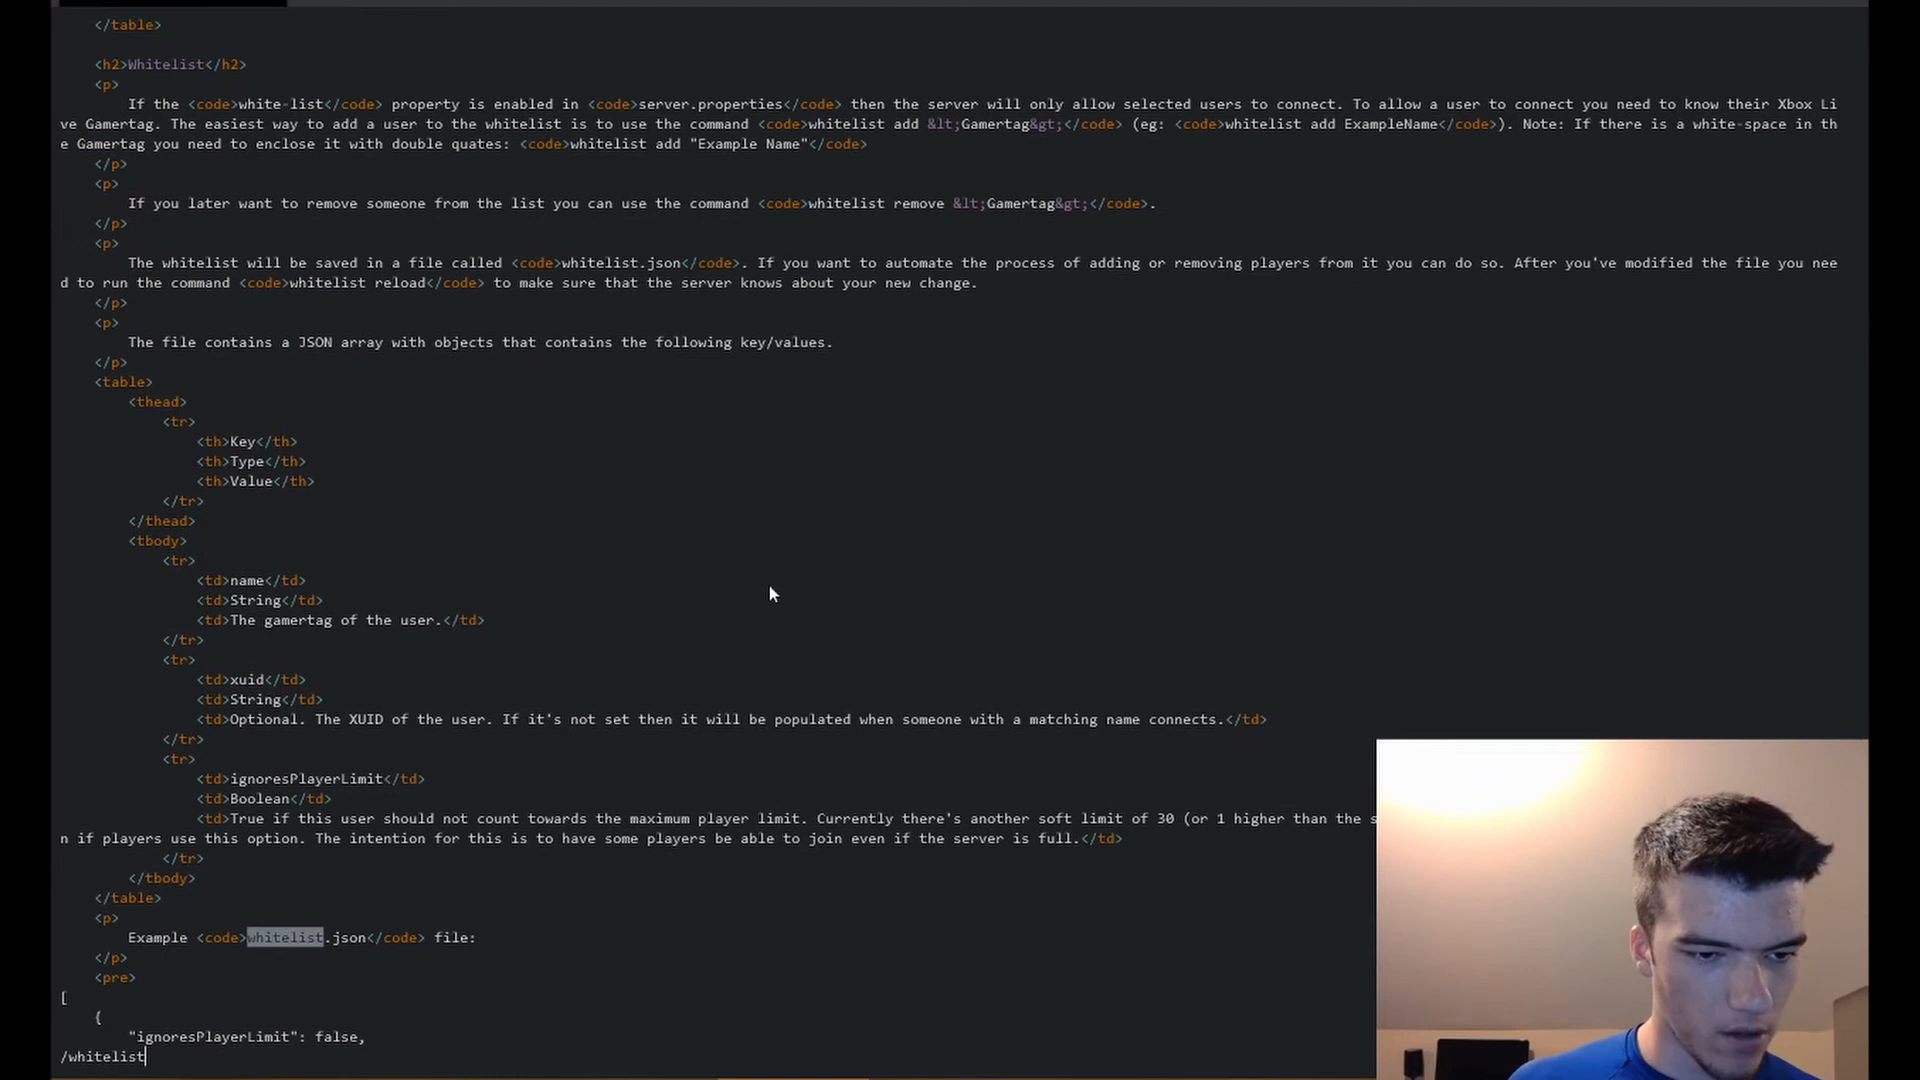 </table>
<h2>Whitelist</h2>
<p>
If the <code>white-list</code> property is enabled in <code>server.properties</code> then the server will only allow selected users to connect. To allow a user to connect you need to know their Xbox Li
ve Gamertag. The easiest way to add a user to the whitelist is to use the command <code>whitelist add &lt;Gamertag&gt;</code> (eg: <code>whitelist add ExampleName</code>). Note: If there is a white-space in th
e Gamertag you need to enclose it with double quates: <code>whitelist add "Example Name"</code>
</p>
<p>
If you later want to remove someone from the list you can use the command <code>whitelist remove &lt;Gamertag&gt;</code>.
</p>
<p>
The whitelist will be saved in a file called <code>whitelist.json</code>. If you want to automate the process of adding or removing players from it you can do so. After you've modified the file you nee
d to run the command <code>whitelist reload</code> to make sure that the server knows about your new change.
</p>
<p>
The file contains a JSON array with objects that contains the following key/values.
</p>
<table>
<thead>
<tr>
<th>Key</th>
<th>Type</th>
<th>Value</th>
</tr>
</thead>
<tbody>
<tr>
<td>name</td>
<td>String</td>
<td>The gamertag of the user.</td>
</tr>
<tr>
<td>xuid</td>
<td>String</td>
<td>Optional. The XUID of the user. If it's not set then it will be populated when someone with a matching name connects.</td>
</tr>
<tr>
<td>ignoresPlayerLimit</td>
<td>Boolean</td>
<td>True if this user should not count towards the maximum player limit. Currently there's another soft limit of 30 (or 1 higher than the
n if players use this option. The intention for this is to have some players be able to join even if the server is full.</td>
</tr>
</tbody>
</table>
<p>
Example <code>whitelist.json</code> file:
</p>
<pre>
[
{
"ignoresPlayerLimit": false,
/whitelist